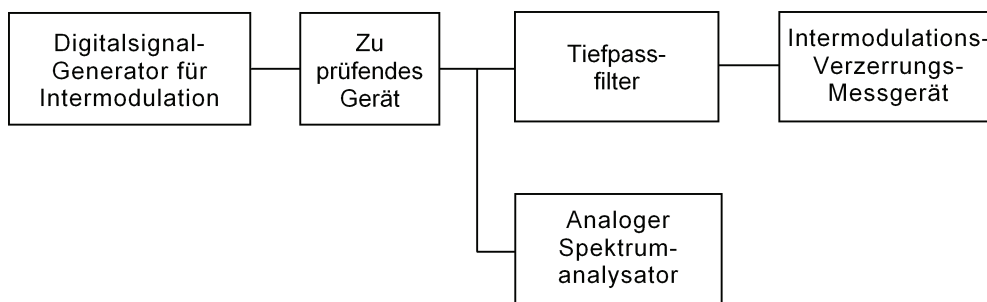 Digitalsignal-
Generator für
Intermodulation
Zu
prüfendes
Gerät
Tiefpass-
filter
Intermodulations-
Verzerrungs-
Messgerät
Analoger
Spektrum-
analysator